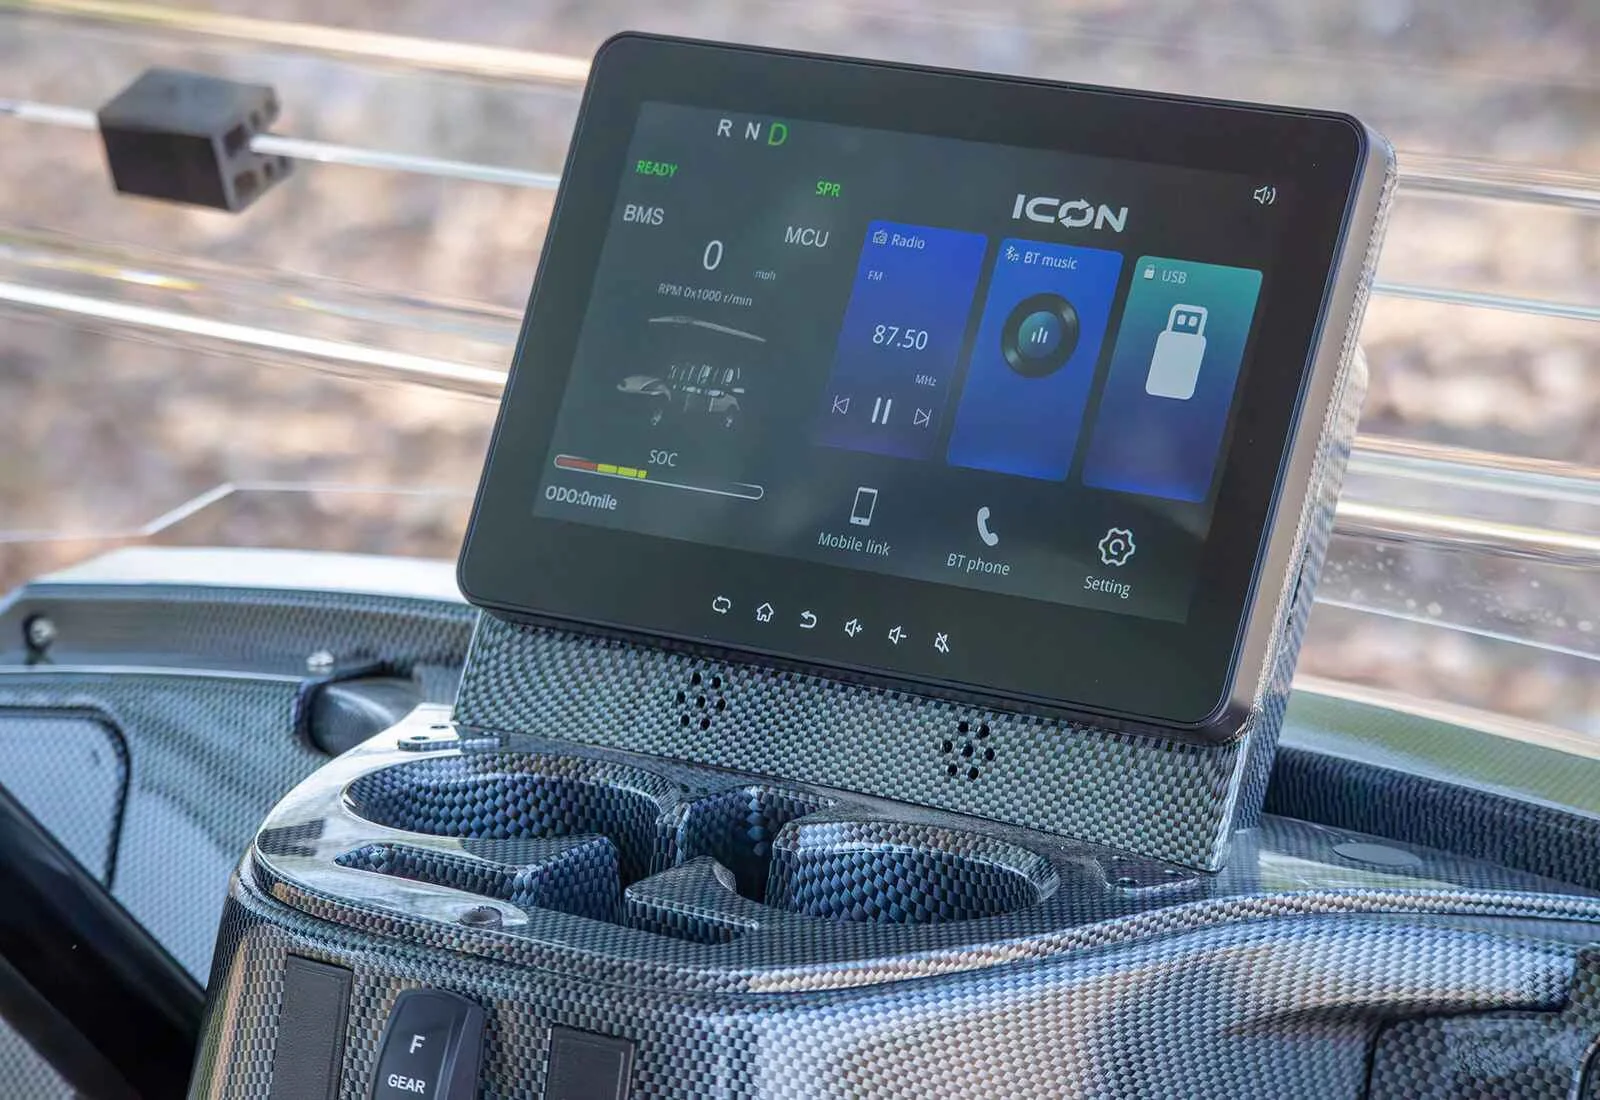 R N D
READY
SPR
BMS
MCU
0
mph
RPM 0x1000 r/min
SOC
ODO:0mile
ICON
Radio
FM
87.50
MHz
BT music
USB
Mobile link
BT phone
Setting
F
GEAR